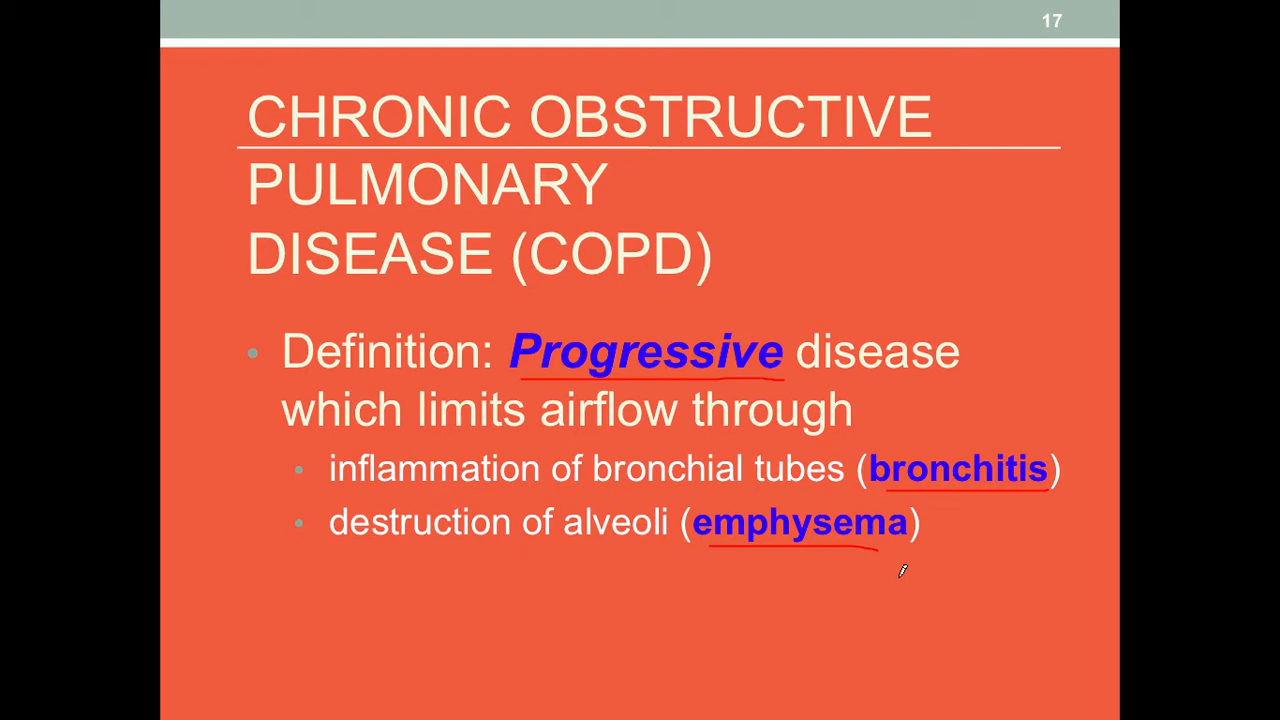 17
CHRONIC OBSTRUCTIVE
PULMONARY
DISEASE (COPD)
• Definition: Progressive disease
which limits airflow through
• inflammation of bronchial tubes (bronchitis)
• destruction of alveoli (emphysema)